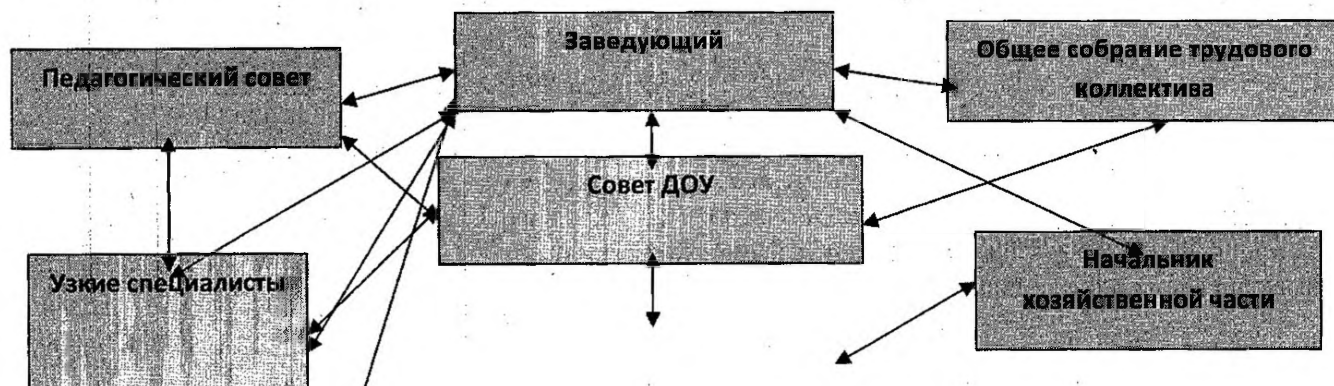 Заведующий
Общее собрание трудового
коллектива
Педагогический совет
Совет ДОУ
Узкие специалисты
Начальник
хозяйственной части